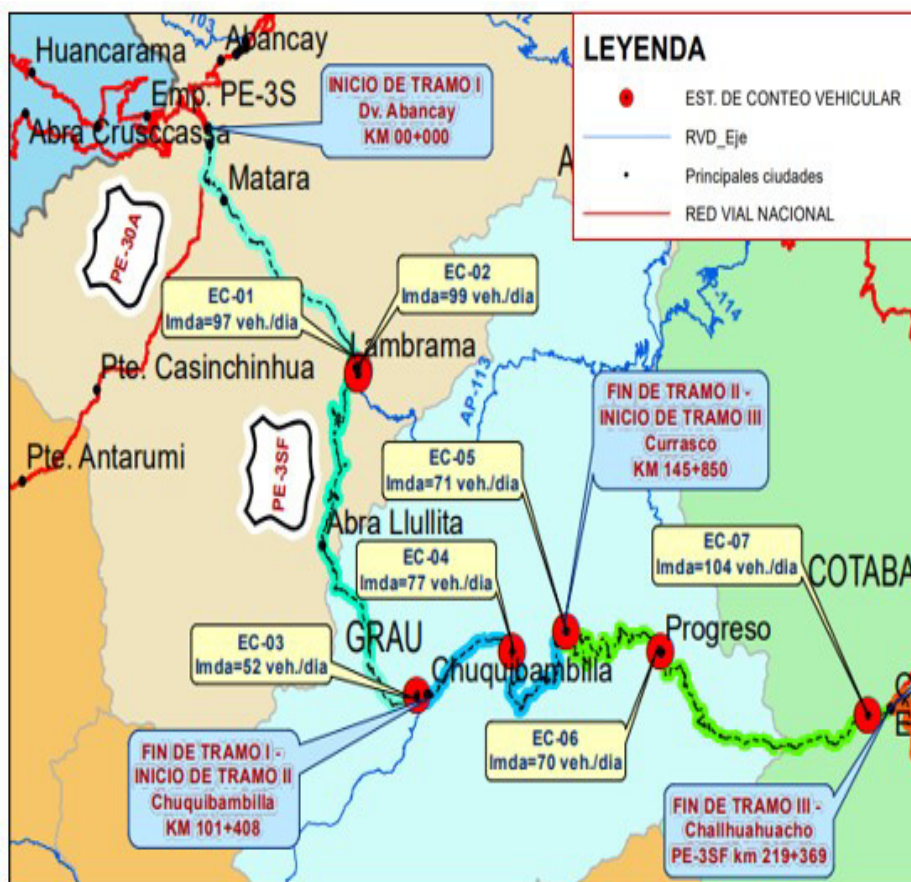 Huancarama
Abancay
Emp. PE-3S
Abra Crusccassa
INICIO DE TRAMO I
Dv. Abancay
KM 00+000
LEYENDA
EST. DE CONTEO VEHICULAR
RVD_Eje
Principales ciudades
RED VIAL NACIONAL
Matara
PE-30A
EC-01
Imda=97 veh./dia
EC-02
Imda=99 veh./dia
Lambrama
Pte. Casinchinhua
AP-113
-114
FIN DE TRAMO II -
INICIO DE TRAMO III
Currasco
KM 145+850
Pte. Antarumi
PE-3SF
EC-05
Imda=71 veh./dia
Abra Llullita
EC-04
Imda=77 veh./dia
EC-07
Imda=104 veh./dia
COTABA
EC-03
Imda=52 veh./dia
GRAU
Chuquibambilla
Progreso
EC-06
Imda=70 veh./dia
FIN DE TRAMO I -
INICIO DE TRAMO II
Chuquibambilla
KM 101+408
FIN DE TRAMO III -
Challhuahuacho
PE-3SF km 219+369